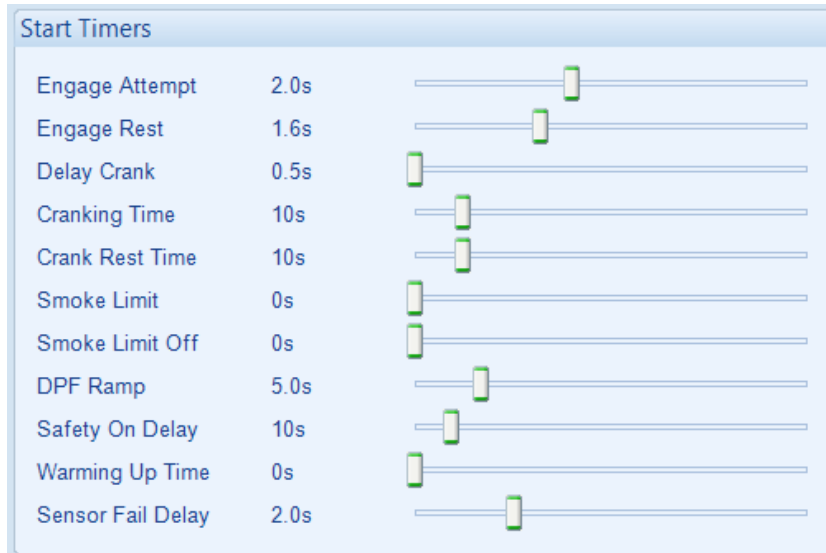 Start Timers
Engage Attempt 2.0s
Engage Rest 1.6s
Delay Crank 0.5s
Cranking Time 10s
Crank Rest Time 10s
Smoke Limit 0s
Smoke Limit Off 0s
DPF Ramp 5.0s
Safety On Delay 10s
Warming Up Time 0s
Sensor Fail Delay 2.0s